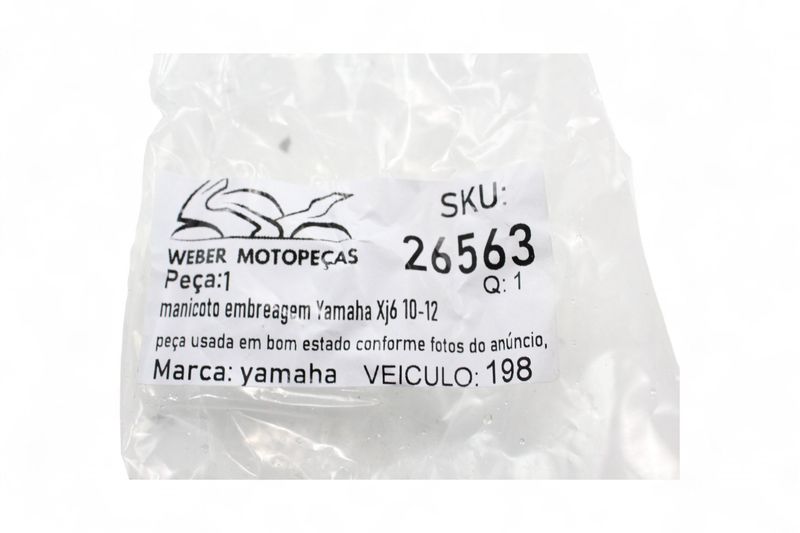 WEBER MOTOPEÇAS
SKU:
26563
Peça:1
Q: 1
manicoto embreagem Yamaha Xj6 10-12
peça usada em bom estado conforme fotos do anúncio,
Marca: yamaha VEICULO: 198